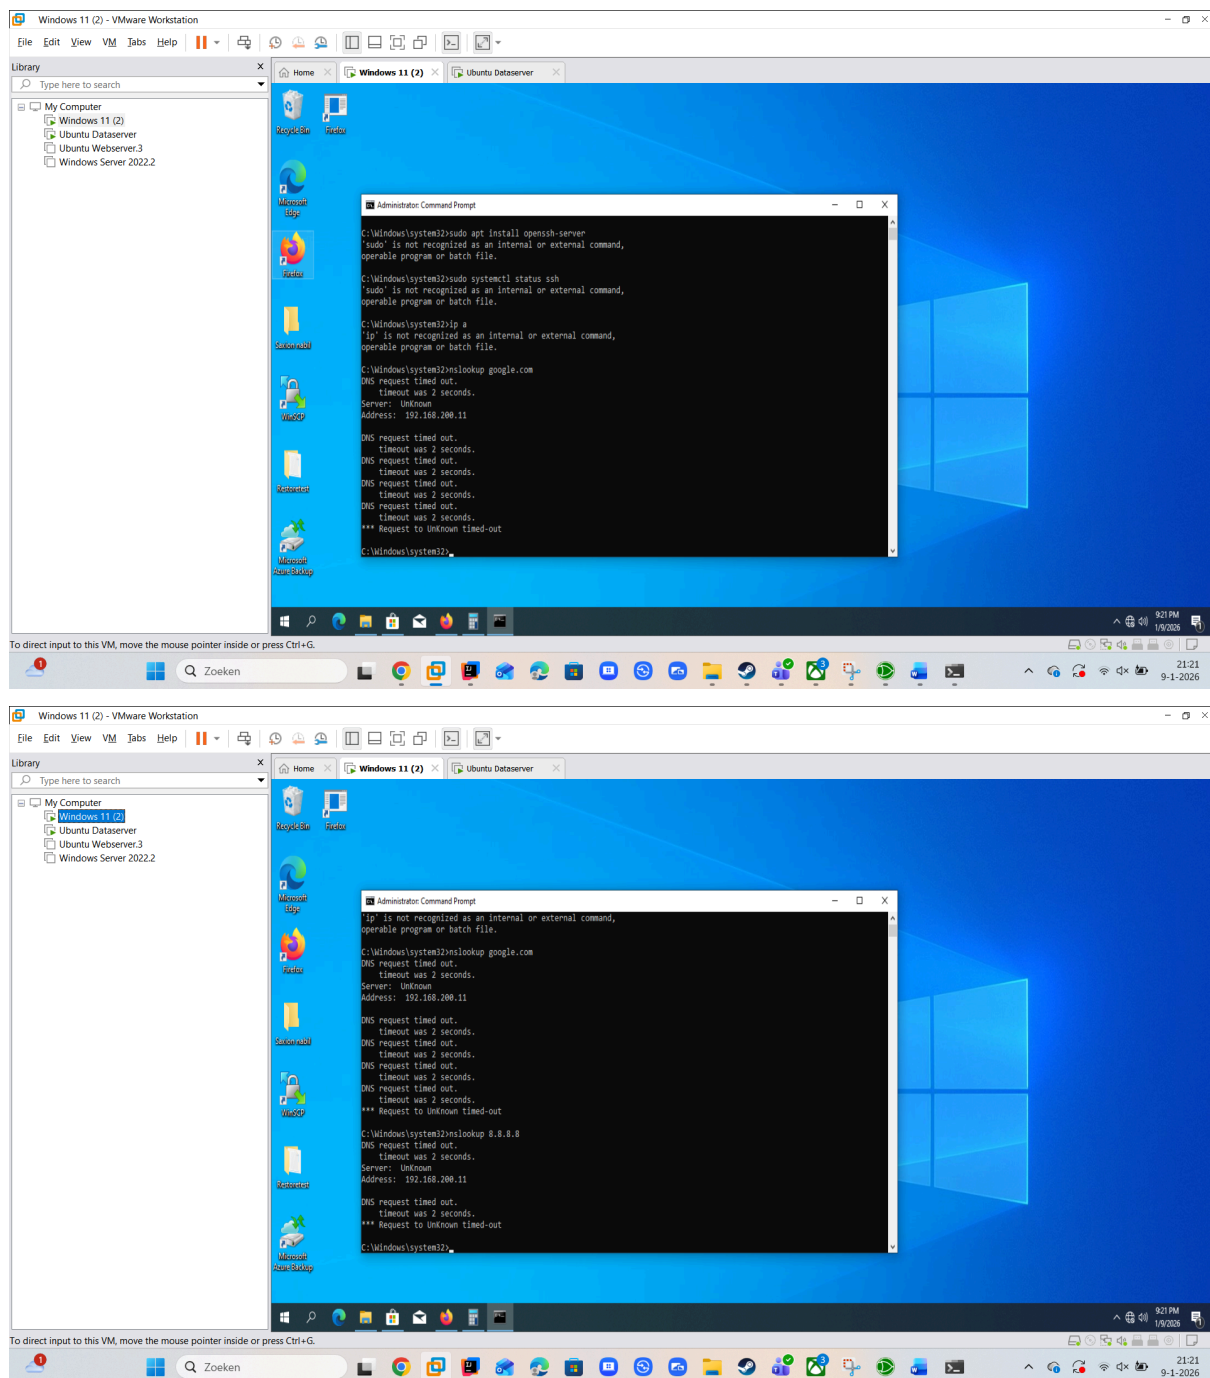 Windows 11 (2) - VMware Workstation
File Edit View VM Tabs Help
Library
Type here to search
My Computer
Windows 11 (2)
Ubuntu Dataserver
Ubuntu Webserver.3
Windows Server 2022.2
Home
Windows 11 (2)
Ubuntu Dataserver
Recycle Bin
Firefox
Microsoft Edge
Firefox
Saxion nabil
WinSCP
Restoretest
Microsoft Azure Backup
Administrator: Command Prompt
C:\Windows\system32>sudo apt install openssh-server
'sudo' is not recognized as an internal or external command,
operable program or batch file.
C:\Windows\system32>sudo systemctl status ssh
'sudo' is not recognized as an internal or external command,
operable program or batch file.
C:\Windows\system32>ip a
'ip' is not recognized as an internal or external command,
operable program or batch file.
C:\Windows\system32>nslookup google.com
DNS request timed out.
timeout was 2 seconds.
Server: UnKnown
Address: 192.168.200.11
DNS request timed out.
timeout was 2 seconds.
DNS request timed out.
timeout was 2 seconds.
DNS request timed out.
timeout was 2 seconds.
DNS request timed out.
timeout was 2 seconds.
*** Request to UnKnown timed-out
C:\Windows\system32>
9:21 PM
1/9/2026
To direct input to this VM, move the mouse pointer inside or press Ctrl+G.
1
Zoeken
3
21:21
9-1-2026
Windows 11 (2) - VMware Workstation
File Edit View VM Tabs Help
Library
Type here to search
My Computer
Windows 11 (2)
Ubuntu Dataserver
Ubuntu Webserver.3
Windows Server 2022.2
Home
Windows 11 (2)
Ubuntu Dataserver
Recycle Bin
Firefox
Microsoft Edge
Firefox
Saxion nabil
WinSCP
Restoretest
Microsoft Azure Backup
Administrator: Command Prompt
'ip' is not recognized as an internal or external command,
operable program or batch file.
C:\Windows\system32>nslookup google.com
DNS request timed out.
timeout was 2 seconds.
Server: UnKnown
Address: 192.168.200.11
DNS request timed out.
timeout was 2 seconds.
DNS request timed out.
timeout was 2 seconds.
DNS request timed out.
timeout was 2 seconds.
DNS request timed out.
timeout was 2 seconds.
*** Request to UnKnown timed-out
C:\Windows\system32>nslookup 8.8.8.8
DNS request timed out.
timeout was 2 seconds.
Server: UnKnown
Address: 192.168.200.11
DNS request timed out.
timeout was 2 seconds.
*** Request to UnKnown timed-out
C:\Windows\system32>
9:21 PM
1/9/2026
To direct input to this VM, move the mouse pointer inside or press Ctrl+G.
1
Zoeken
3
21:21
9-1-2026